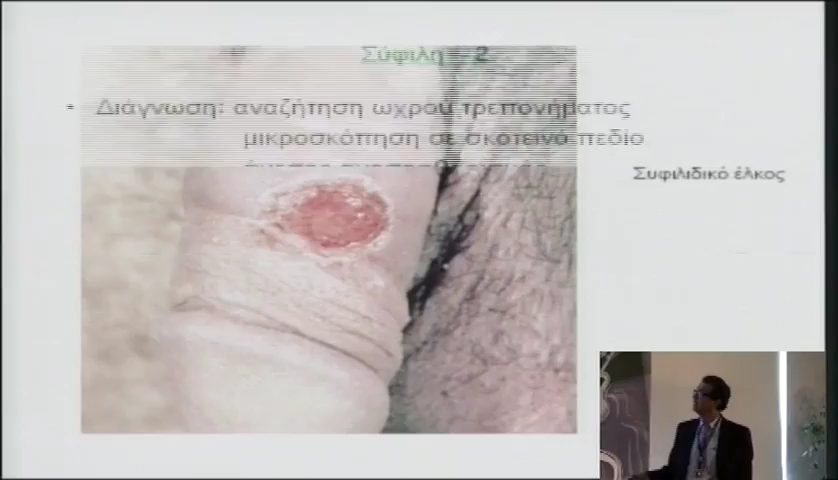 Σύφιλη - 2
• Διάγνωση: αναζήτηση ωχρού τρεπονήματος
μικροσκόπηση σε σκοτεινό πεδίο
Συφιλιδικό έλκος